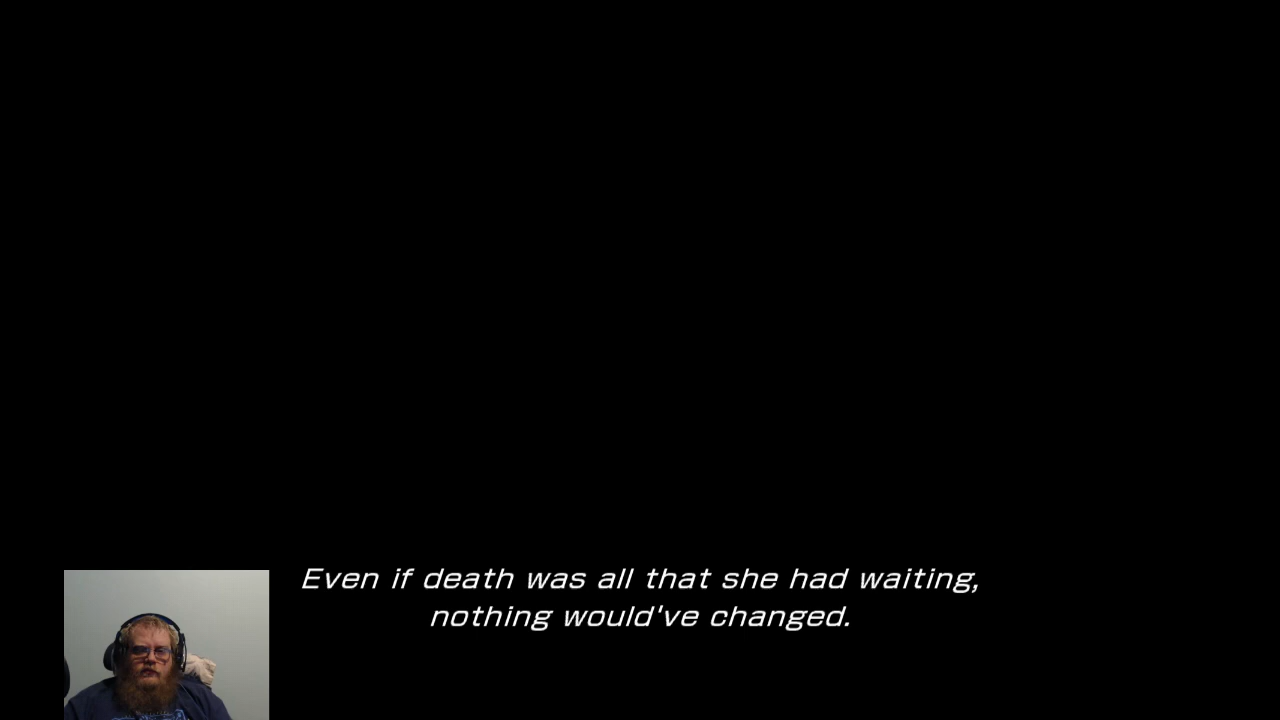 Even if death was all that she had waiting,
nothing would've changed.